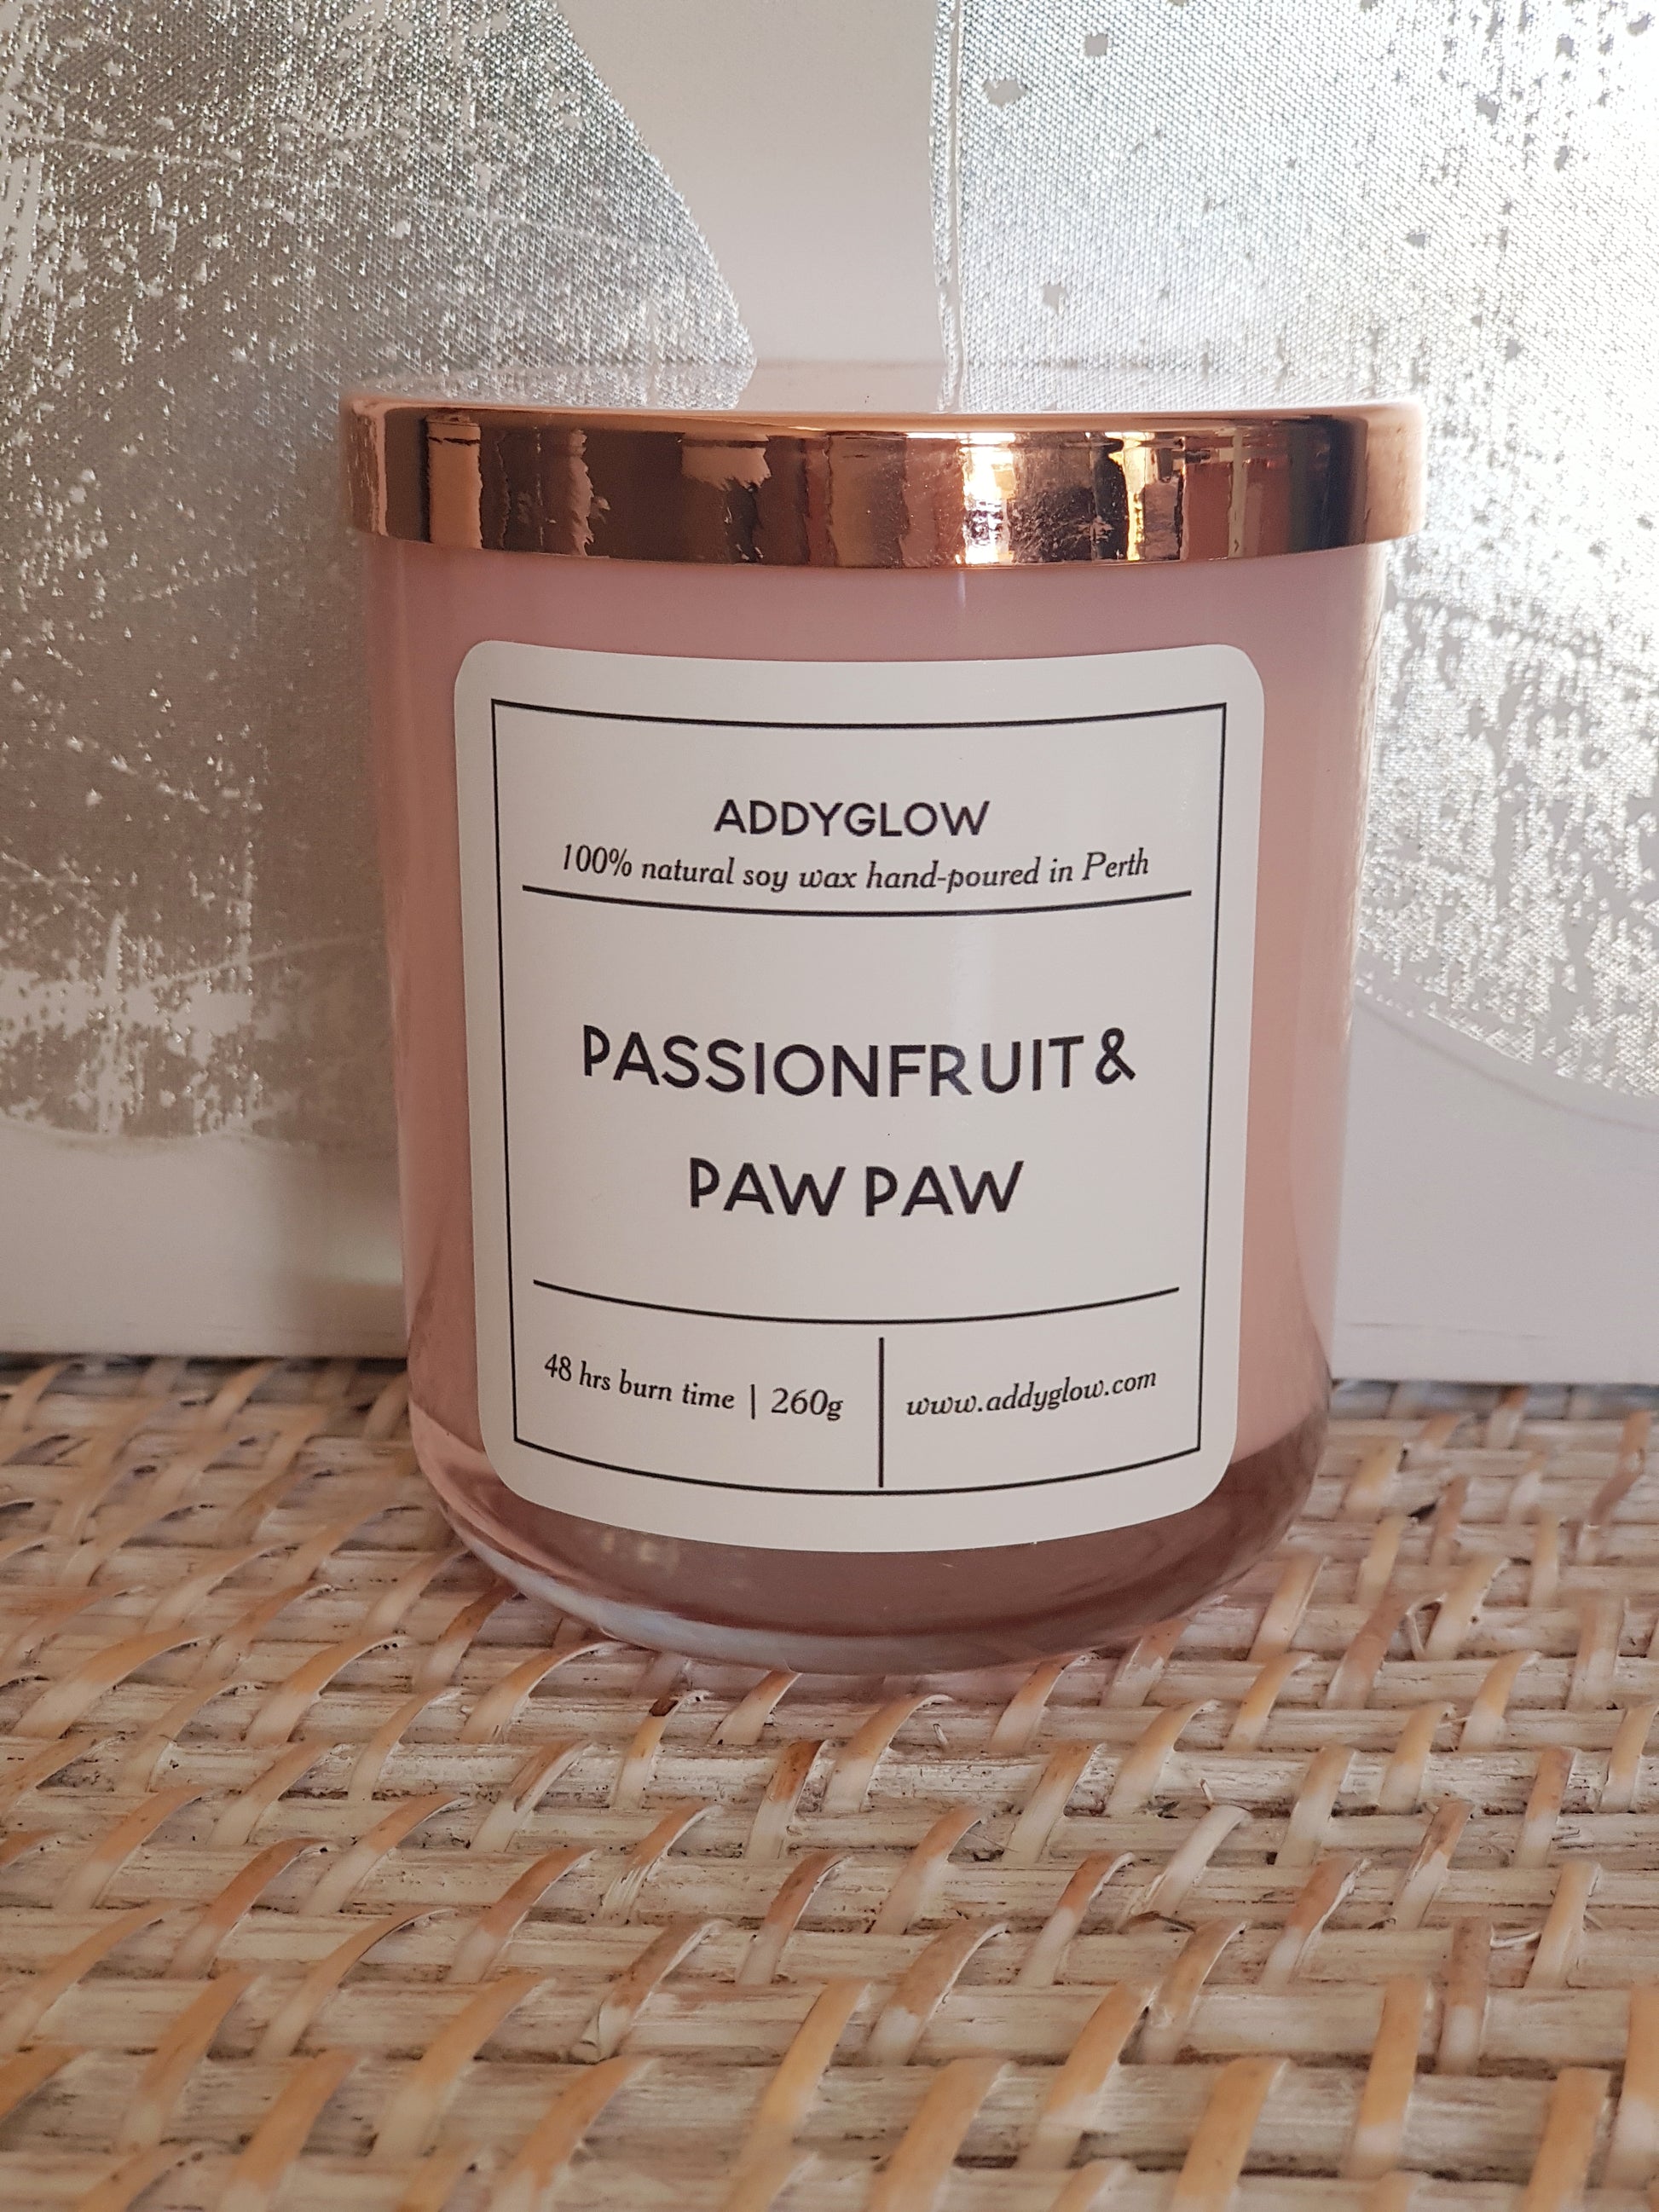 ADDYGLOW
100% natural soy wax hand-poured in Perth
PASSIONFRUIT &
PAW PAW
48 hrs burn time | 260g
www.addyglow.com